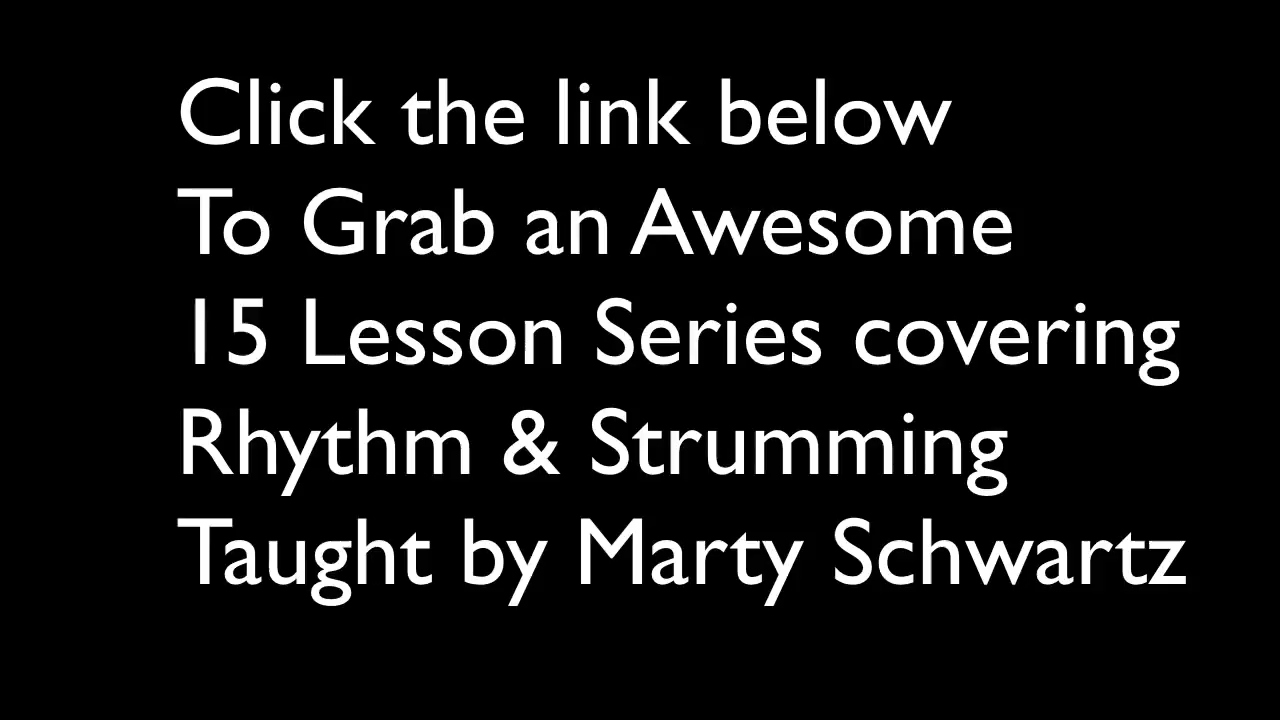 Click the link below
To Grab an Awesome
15 Lesson Series covering
Rhythm & Strumming
Taught by Marty Schwartz